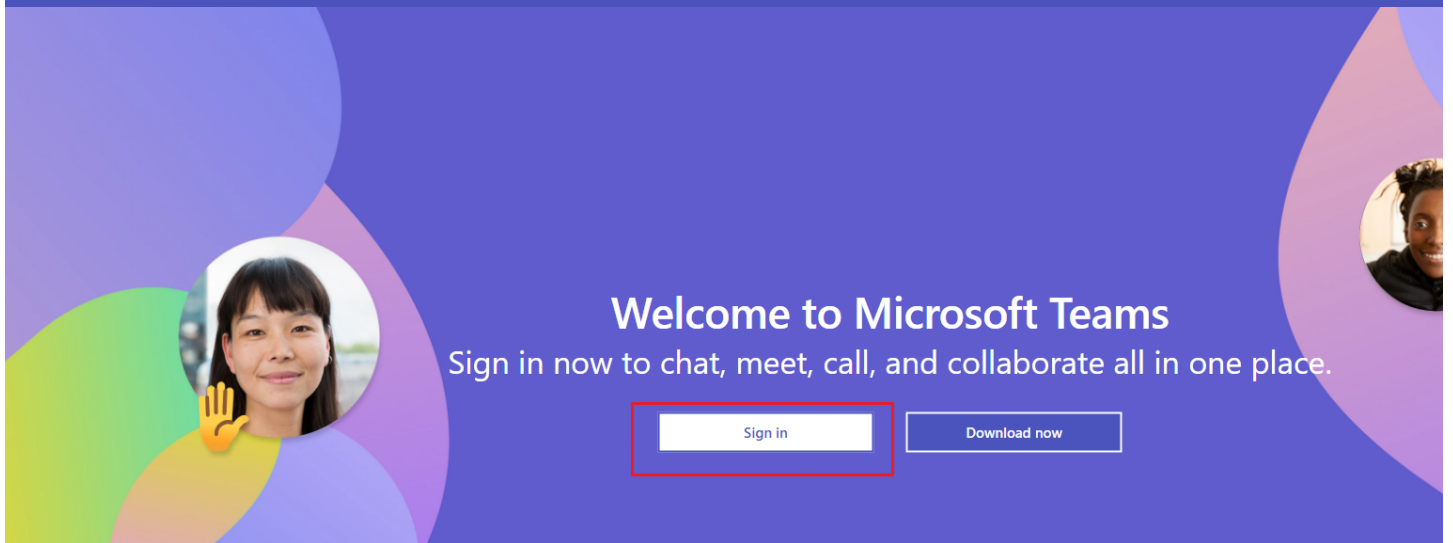 Welcome to Microsoft Teams
Sign in now to chat, meet, call, and collaborate all in one place.
Sign in
Download now